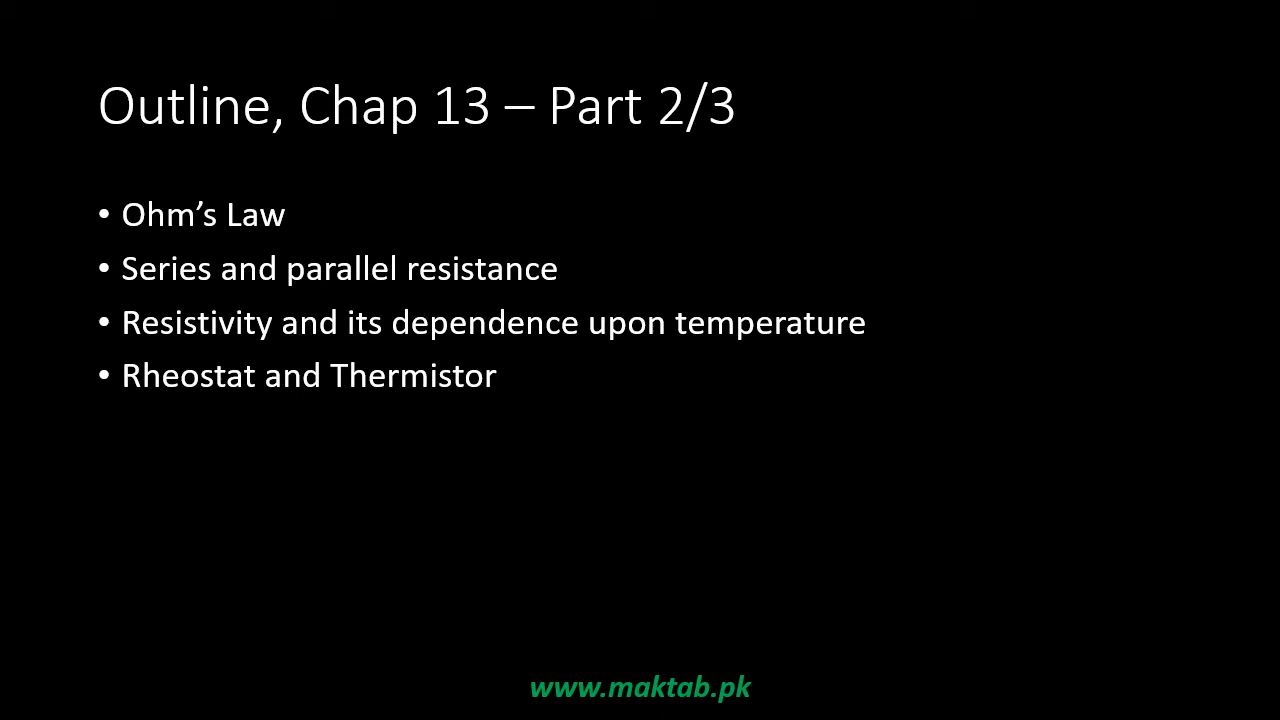 Outline, Chap 13 – Part 2/3
• Ohm’s Law
• Series and parallel resistance
• Resistivity and its dependence upon temperature
• Rheostat and Thermistor
www.maktab.pk